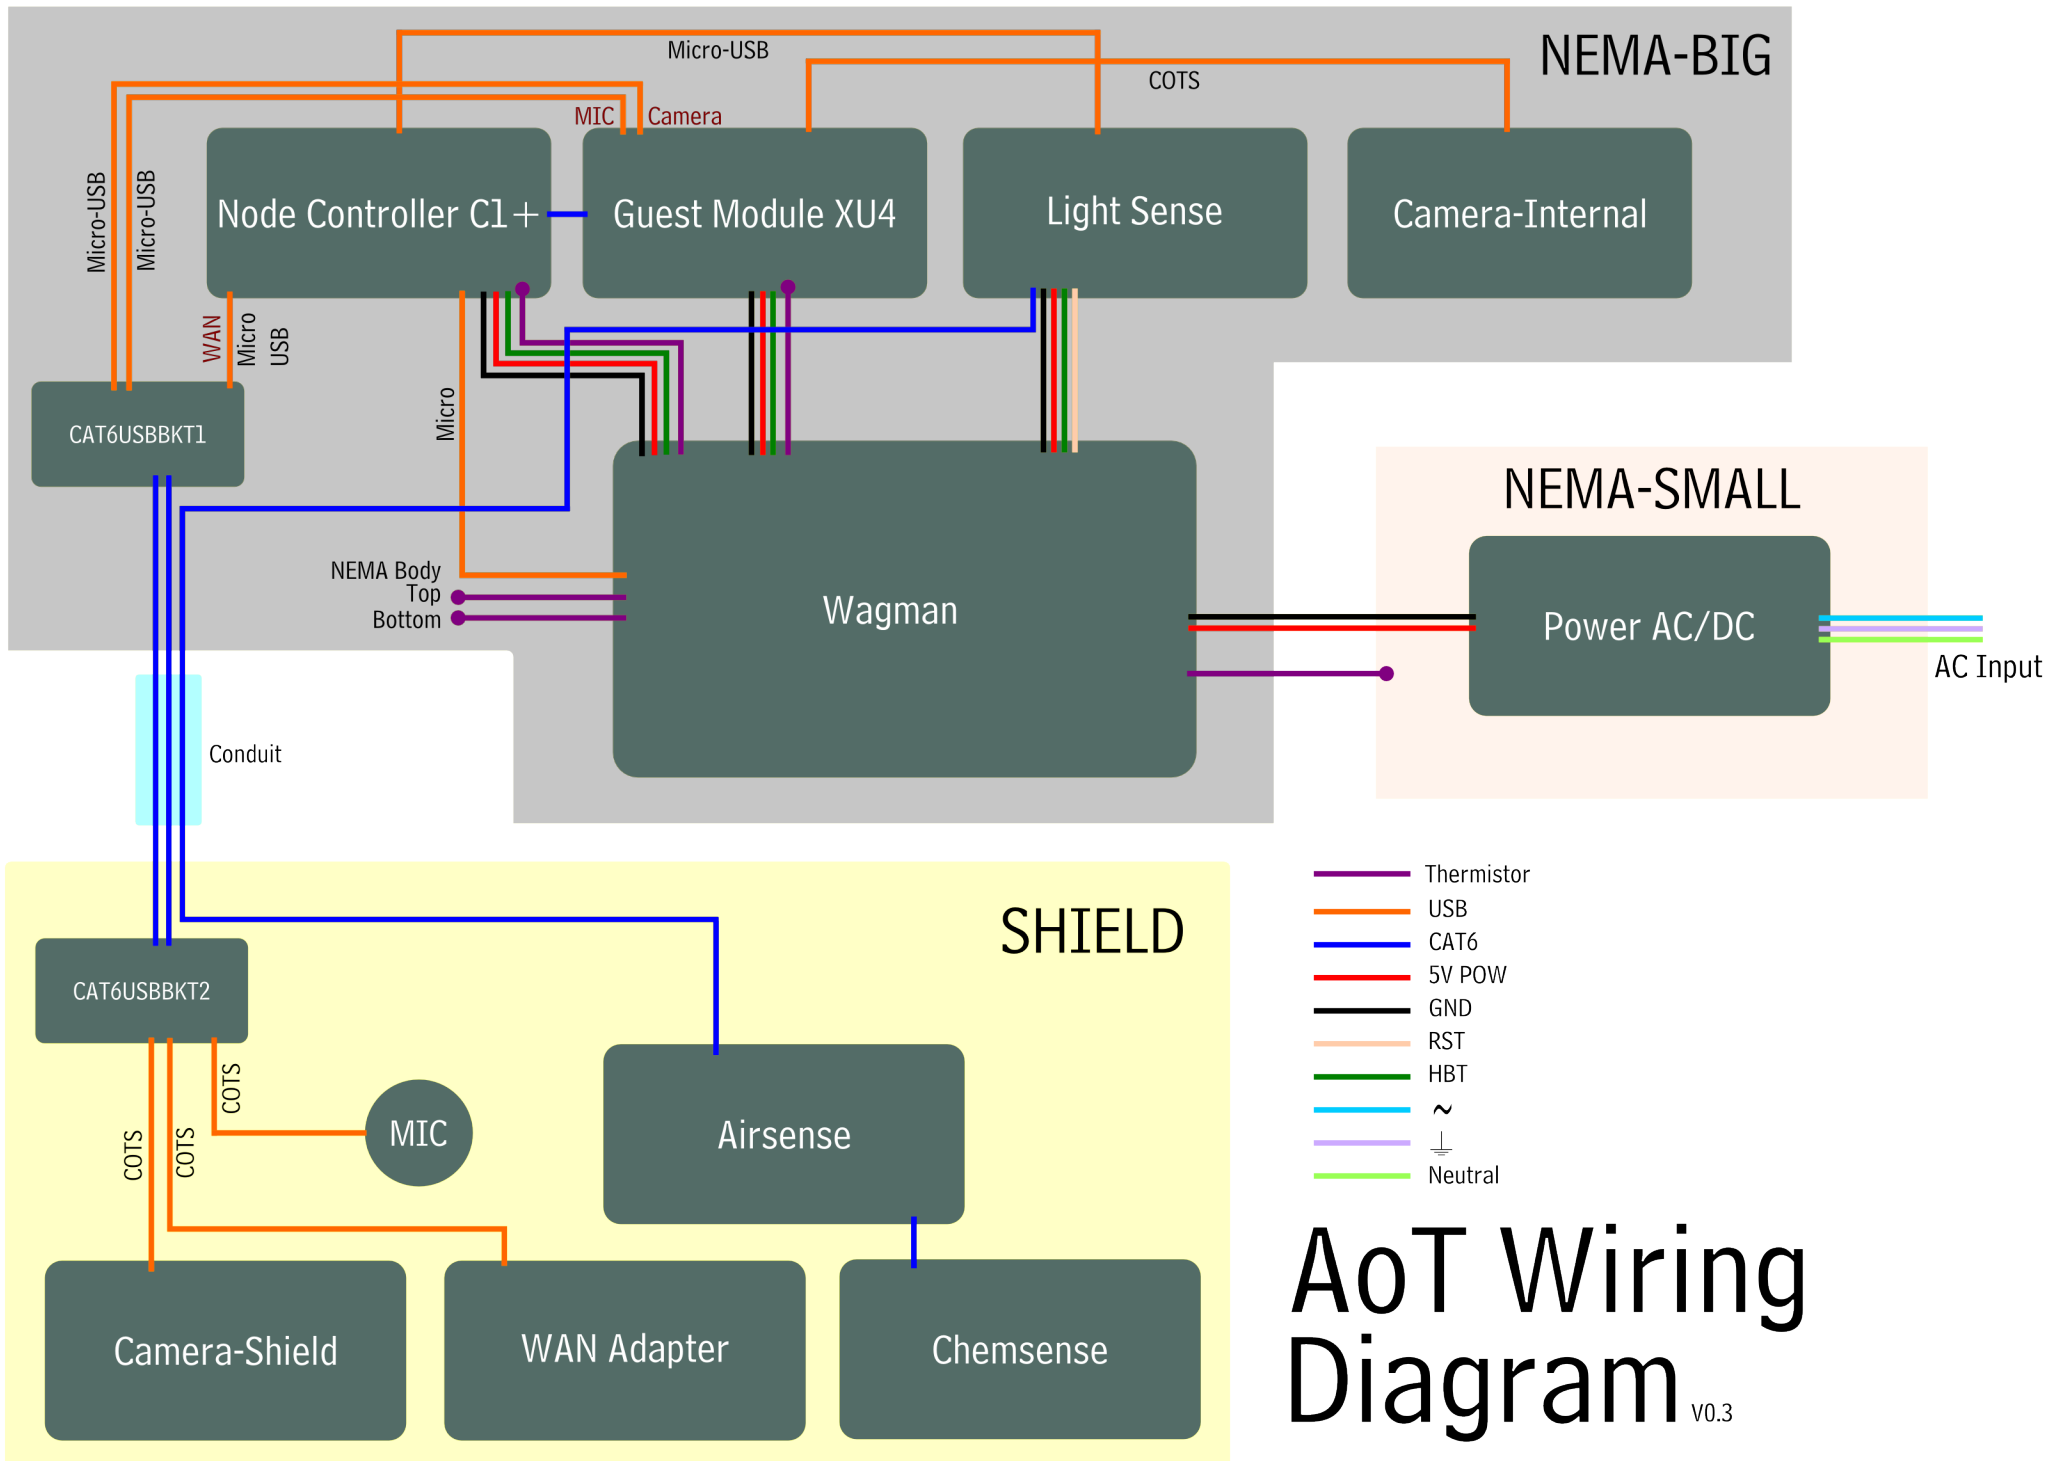 NEMA-BIG
Micro-USB
COTS
MIC
Camera
Micro-USB
Micro-USB
Node Controller C1+
Guest Module XU4
Light Sense
Camera-Internal
WAN
Micro
USB
Micro
CAT6USBBKT1
NEMA-SMALL
NEMA Body
Top
Bottom
Wagman
Power AC/DC
AC Input
Conduit
SHIELD
CAT6USBBKT2
COTS
COTS
COTS
MIC
Airsense
Camera-Shield
WAN Adapter
Chemsense
Thermistor
USB
CAT6
5V POW
GND
RST
HBT
~
⏚
Neutral
AoT Wiring
Diagram V0.3